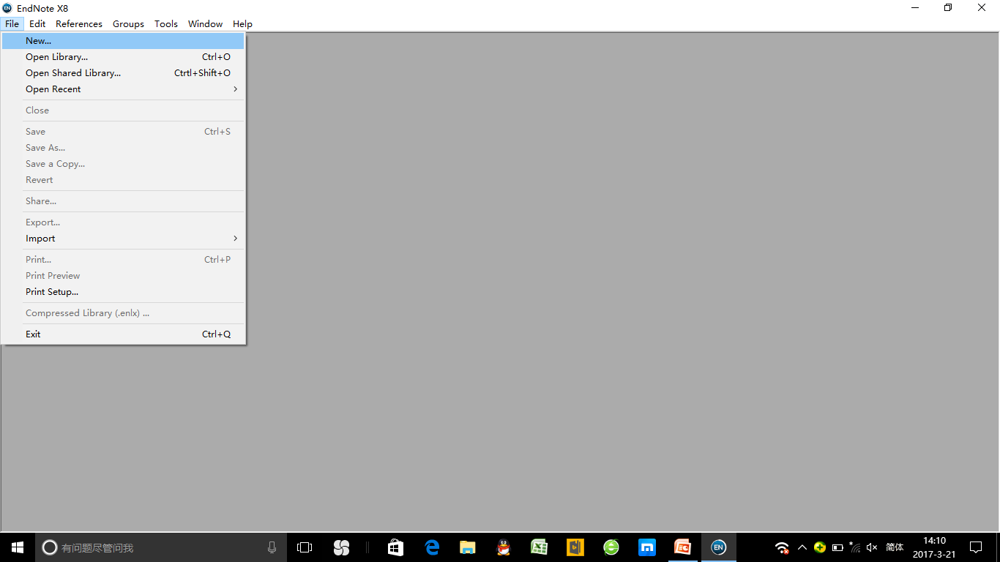 EndNote X8
File Edit References Groups Tools Window Help
New...
Open Library... Ctrl+O
Open Shared Library... Ctrtl+Shift+O
Open Recent
Close
Save Ctrl+S
Save As...
Save a Copy...
Revert
Share...
Export...
Import
Print... Ctrl+P
Print Preview
Print Setup...
Compressed Library (.enlx) ...
Exit Ctrl+Q
有问题尽管问我
EN
简体
14:10
2017-3-21